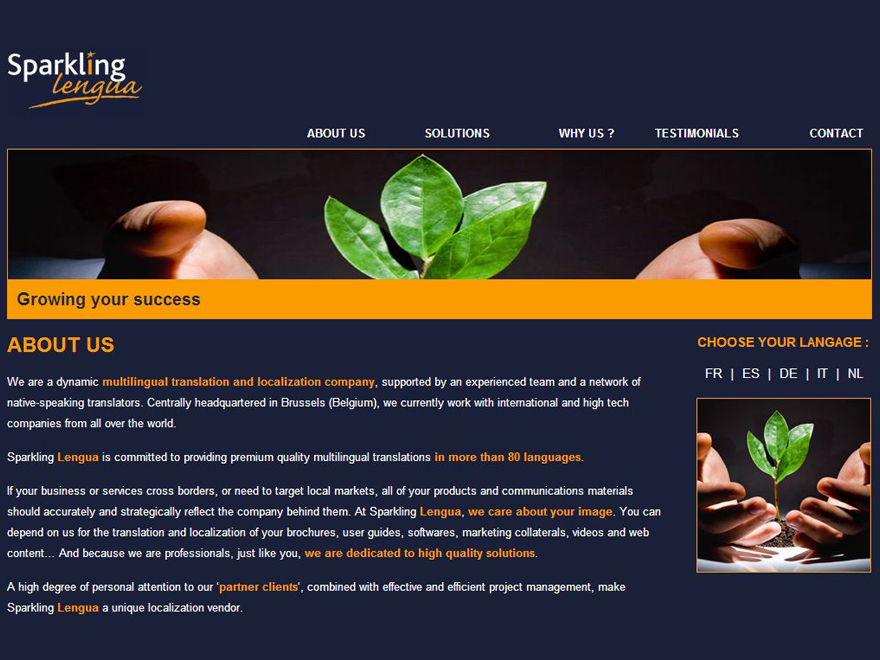 Sparkling
lengua
ABOUT US
SOLUTIONS
WHY US ?
TESTIMONIALS
CONTACT
Growing your success
ABOUT US
We are a dynamic multilingual translation and localization company, supported by an experienced team and a network of
native-speaking translators. Centrally headquartered in Brussels (Belgium), we currently work with international and high tech
companies from all over the world.
Sparkling Lengua is committed to providing premium quality multilingual translations in more than 80 languages.
If your business or services cross borders, or need to target local markets, all of your products and communications materials
should accurately and strategically reflect the company behind them. At Sparkling Lengua, we care about your image. You can
depend on us for the translation and localization of your brochures, user guides, softwares, marketing collaterals, videos and web
content… And because we are professionals, just like you, we are dedicated to high quality solutions.
A high degree of personal attention to our ‘partner clients‘, combined with effective and efficient project management, make
Sparkling Lengua a unique localization vendor.
CHOOSE YOUR LANGAGE :
FR | ES | DE | IT | NL